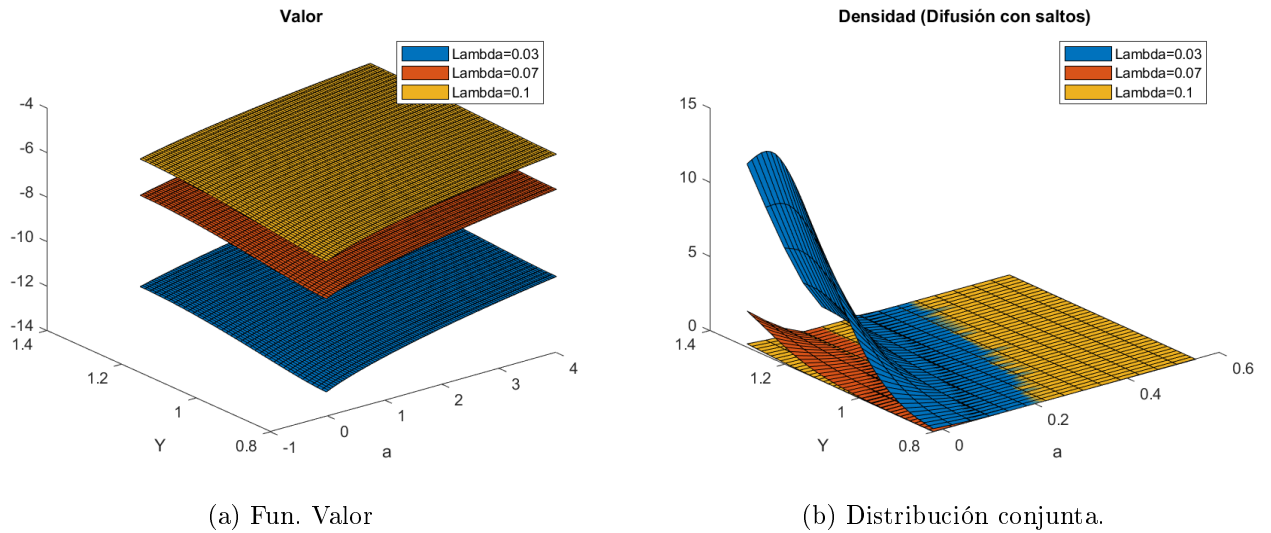 Valor
Lambda=0.03
Lambda=0.07
Lambda=0.1
-4
-6
-8
-10
-12
-14
1.4
1.2
1
0.8
Y
-1
0
1
2
3
4
a
(a) Fun. Valor
Densidad (Difusión con saltos)
Lambda=0.03
Lambda=0.07
Lambda=0.1
15
10
5
0
1.4
1.2
1
0.8
Y
0
0.2
0.4
0.6
a
(b) Distribución conjunta.